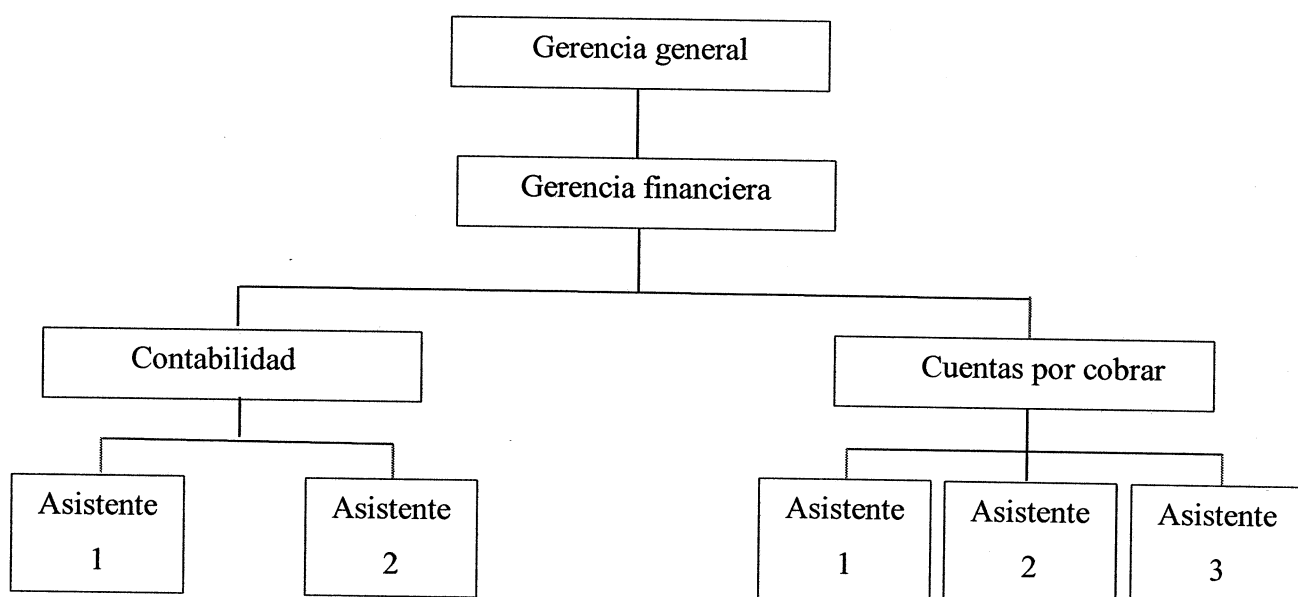 Gerencia general
Gerencia financiera
Contabilidad
Cuentas por cobrar
Asistente
1
Asistente
2
Asistente
1
Asistente
2
Asistente
3